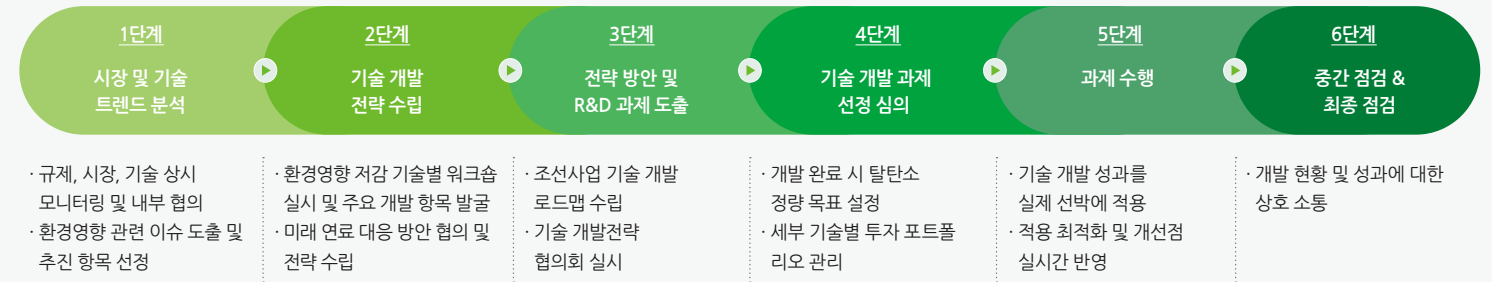 1단계
시장 및 기술
트렌드 분석
2단계
기술 개발
전략 수립
3단계
전략 방안 및
R&D 과제 도출
4단계
기술 개발 과제
선정 심의
5단계
과제 수행
6단계
중간 점검 &
최종 점검
· 규제, 시장, 기술 상시
모니터링 및 내부 협의
· 환경영향 관련 이슈 도출 및
추진 항목 선정
· 환경영향 저감 기술별 워크숍
실시 및 주요 개발 항목 발굴
· 미래 연료 대응 방안 협의 및
전략 수립
· 조선사업 기술 개발
로드맵 수립
· 기술 개발전략
협의회 실시
· 개발 완료 시 탈탄소
정량 목표 설정
· 세부 기술별 투자 포트폴
리오 관리
· 기술 개발 성과를
실제 선박에 적용
· 적용 최적화 및 개선점
실시간 반영
· 개발 현황 및 성과에 대한
상호 소통